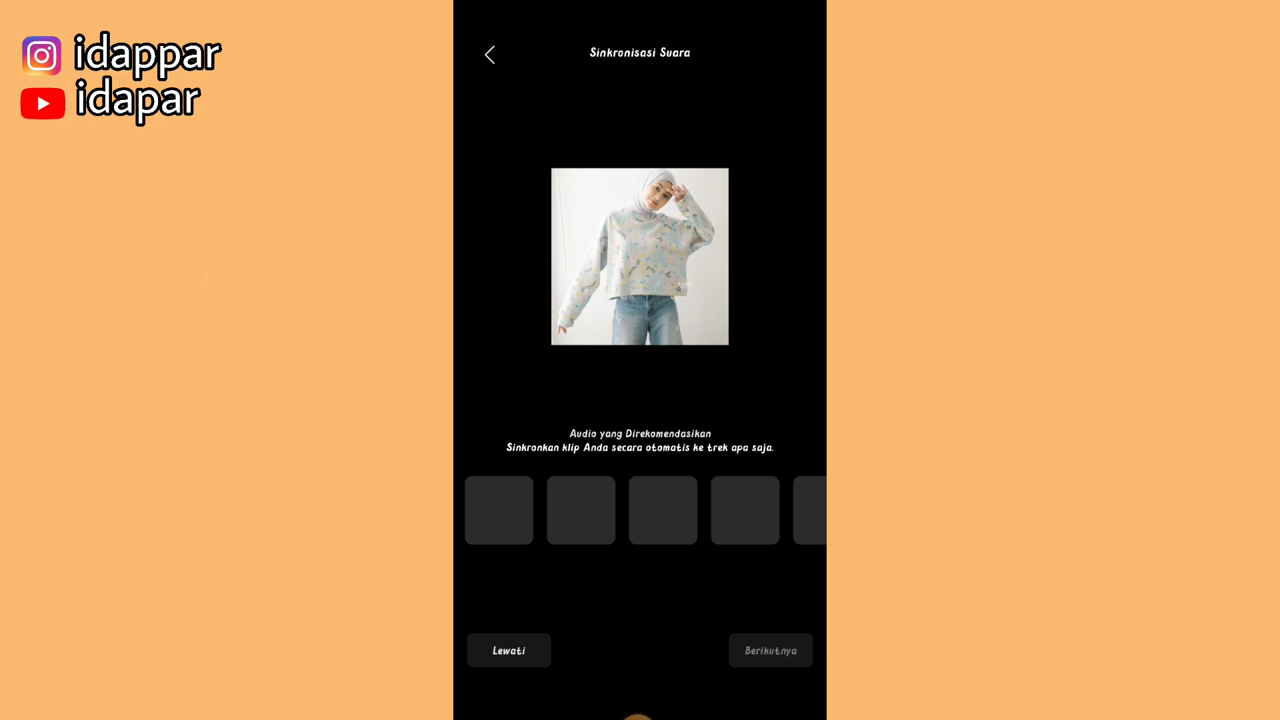 idappar
idapar
Sinkronisasi Suara
Audio yang Direkomendasikan
Sinkronkan klip Anda secara otomatis ke trek apa saja.
Lewati
Berikutnya